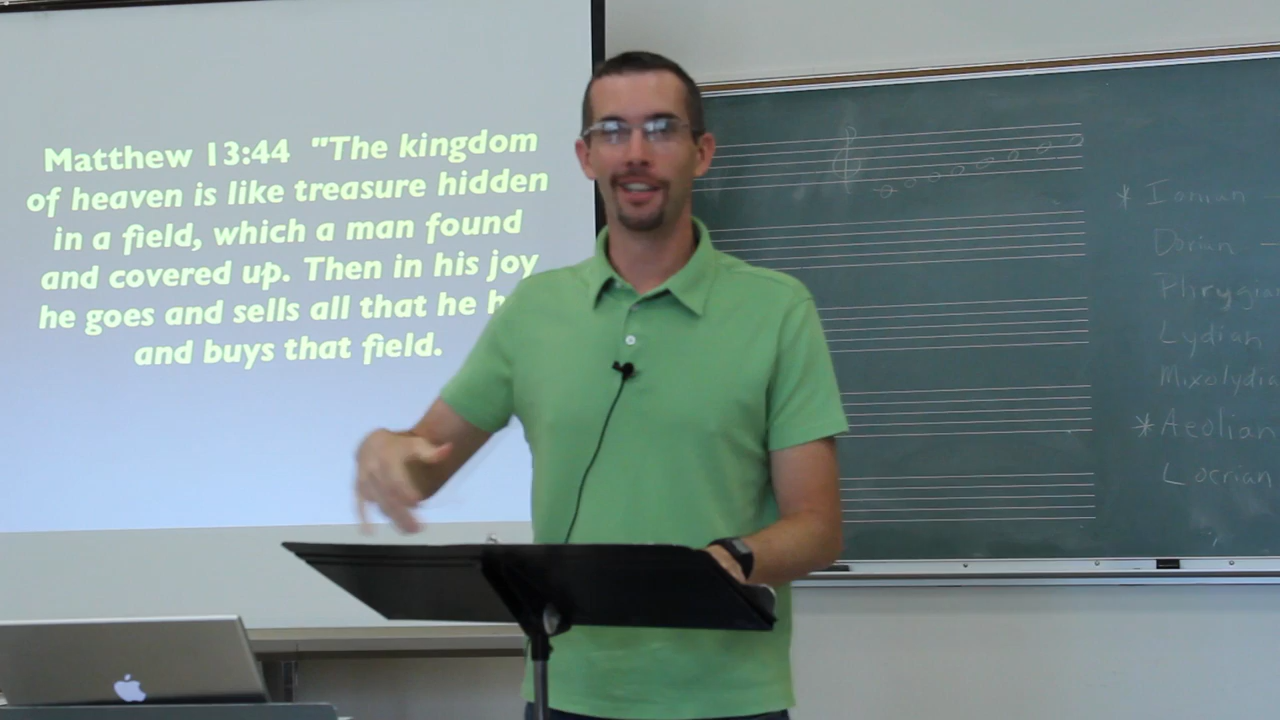 Matthew 13:44 "The kingdom
of heaven is like treasure hidden
in a field, which a man found
and covered up. Then in his joy
he goes and sells all that he
and buys that field.
* Ionian -
Dorian -
Phrygia
Lydian
Mixolydia
* Aeolian
Locrian